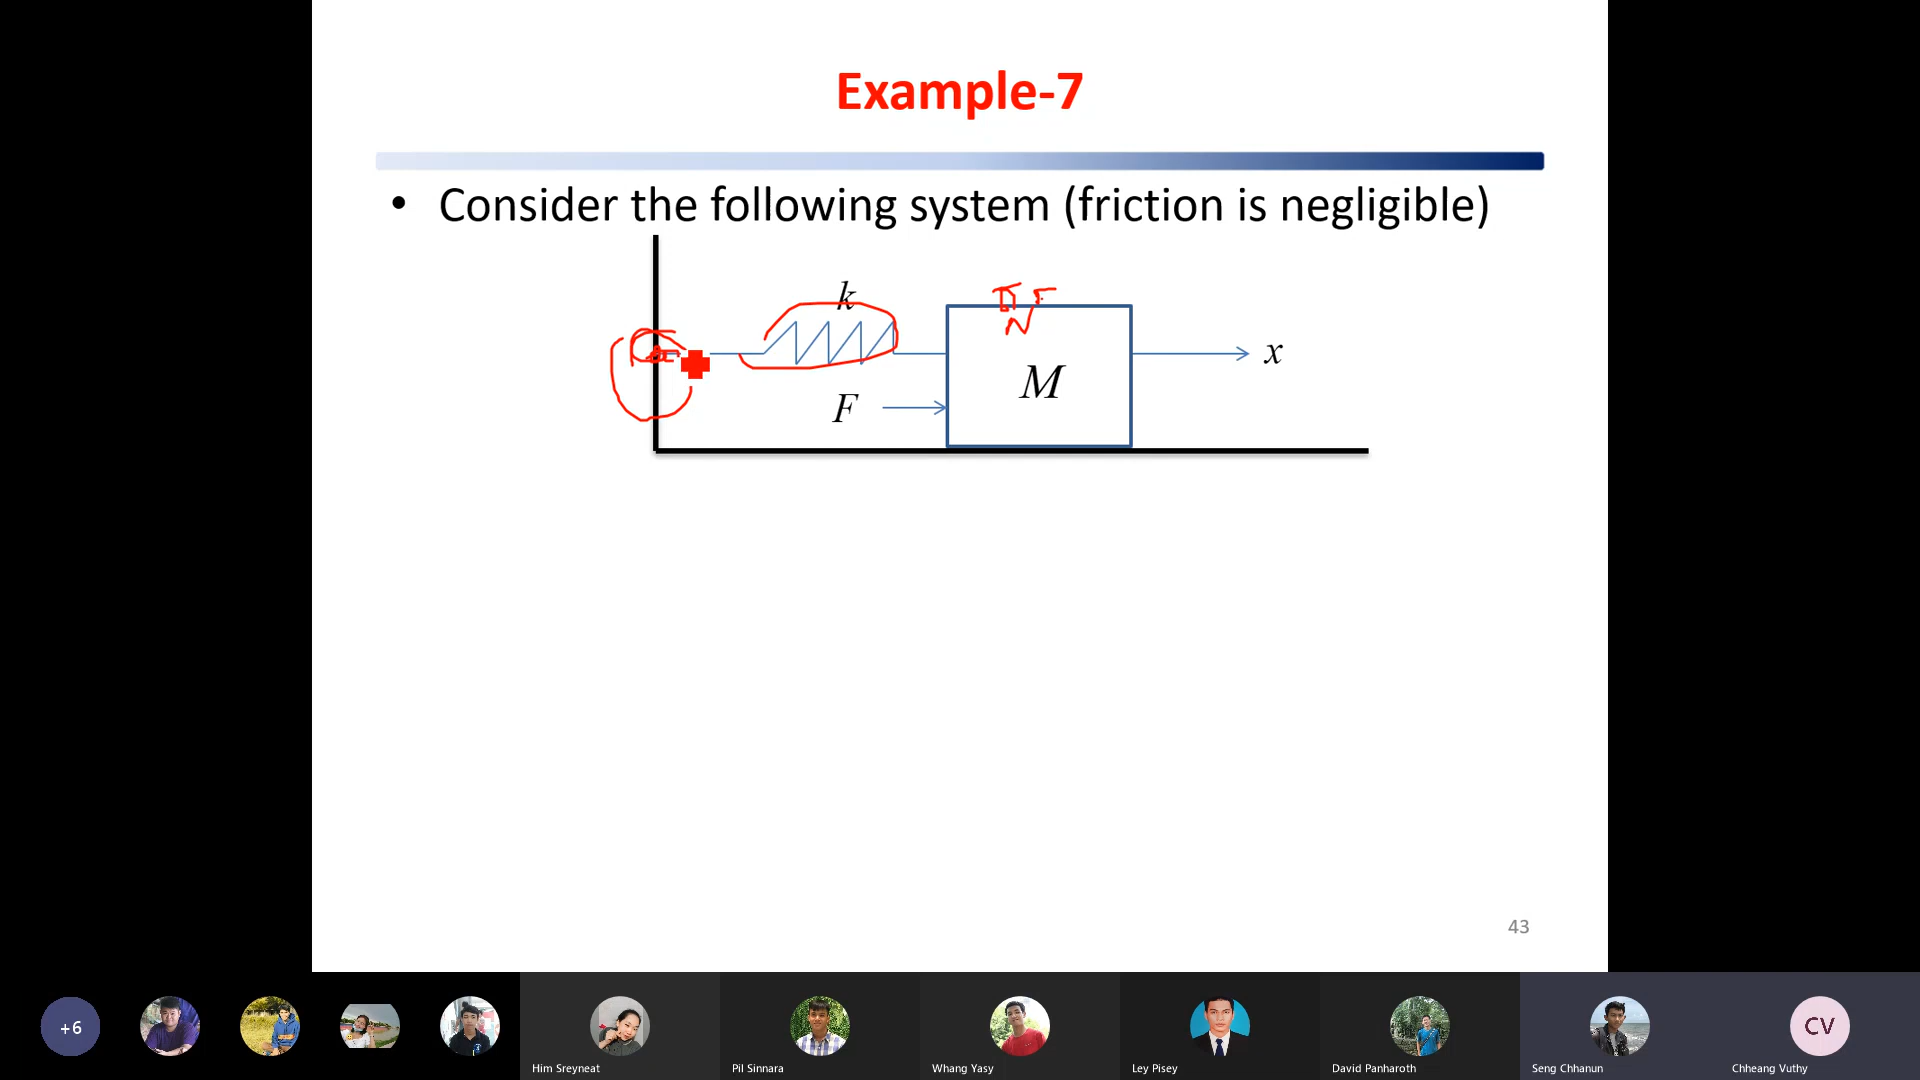 Example-7
• Consider the following system (friction is negligible)
k
F
M
x
43
+6
Him Sreyneat
Pil Sinnara
Whang Yasy
Ley Pisey
David Panharoth
Seng Chhanun
CV
Chheang Vuthy